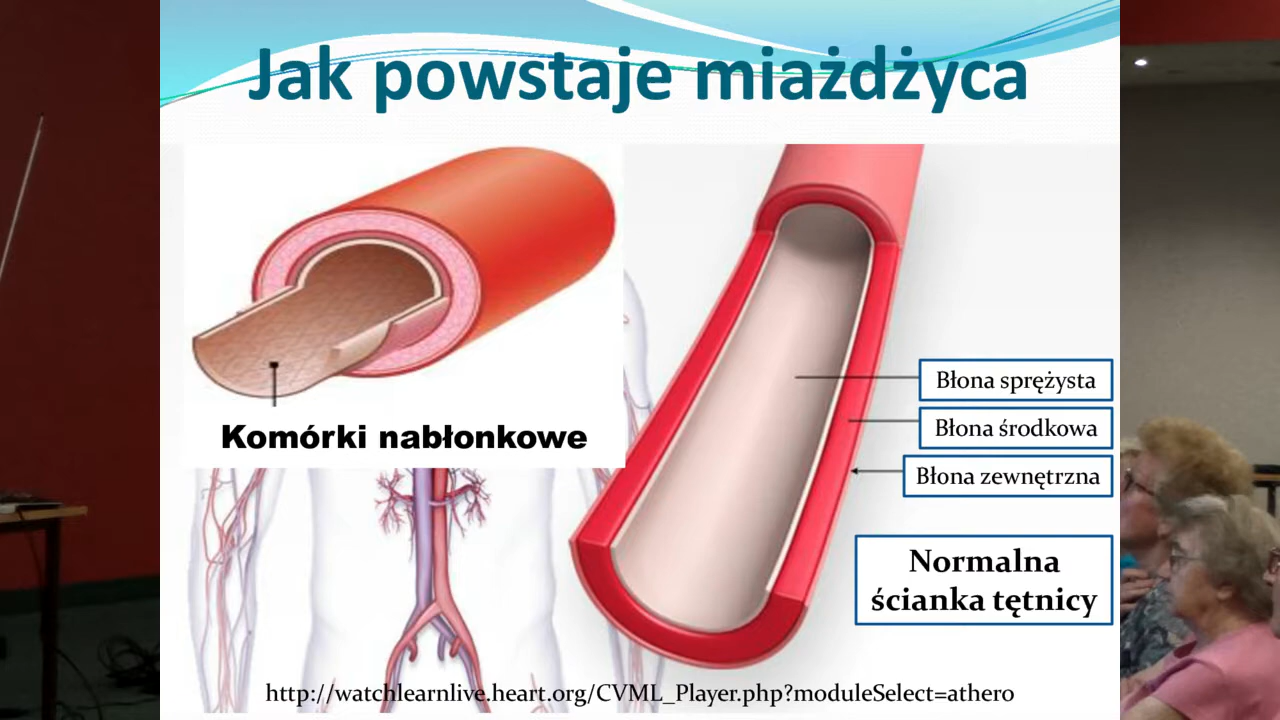 Jak powstaje miażdżyca
Komórki nabłonkowe
Błona sprężysta
Błona środkowa
Błona zewnętrzna
Normalna
ścianka tętnicy
http://watchlearnlive.heart.org/CVML_Player.php?moduleSelect=athero